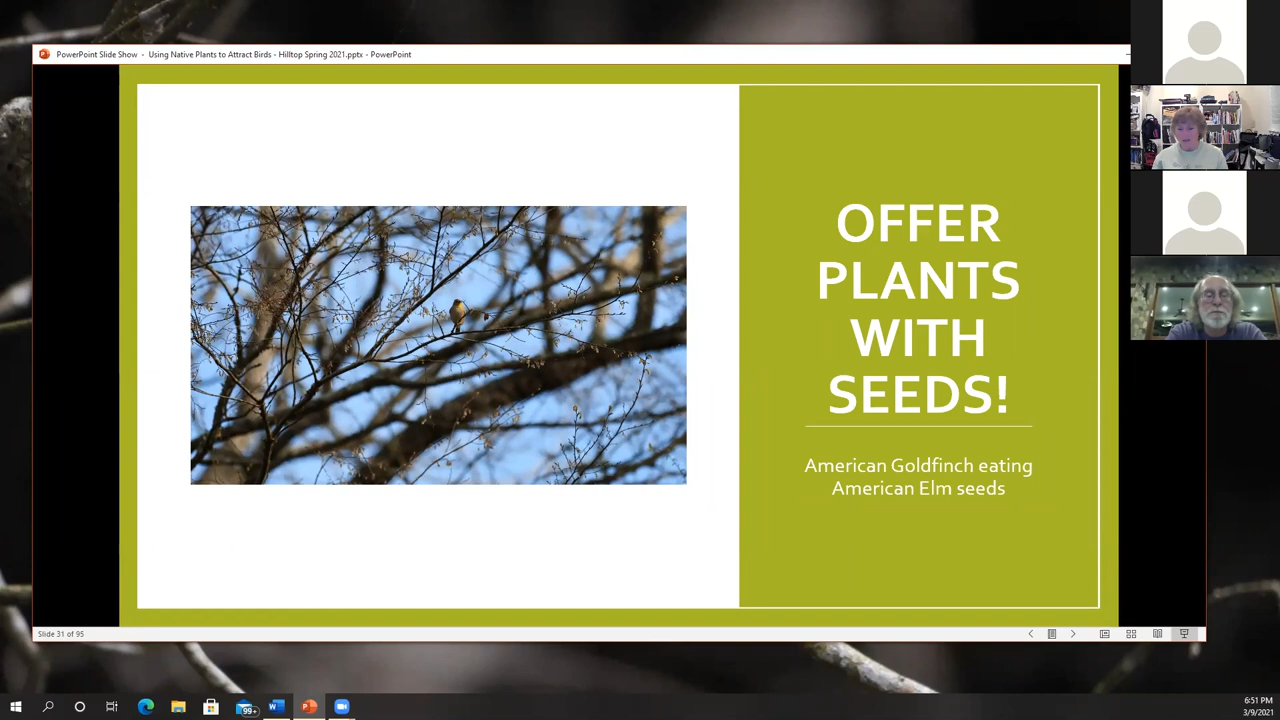 PowerPoint Slide Show - Using Native Plants to Attract Birds - Hilltop Spring 2021.pptx - PowerPoint
OFFER
PLANTS
WITH
SEEDS!
American Goldfinch eating
American Elm seeds
Slide 31 of 95
99+
6:51 PM
3/9/2021